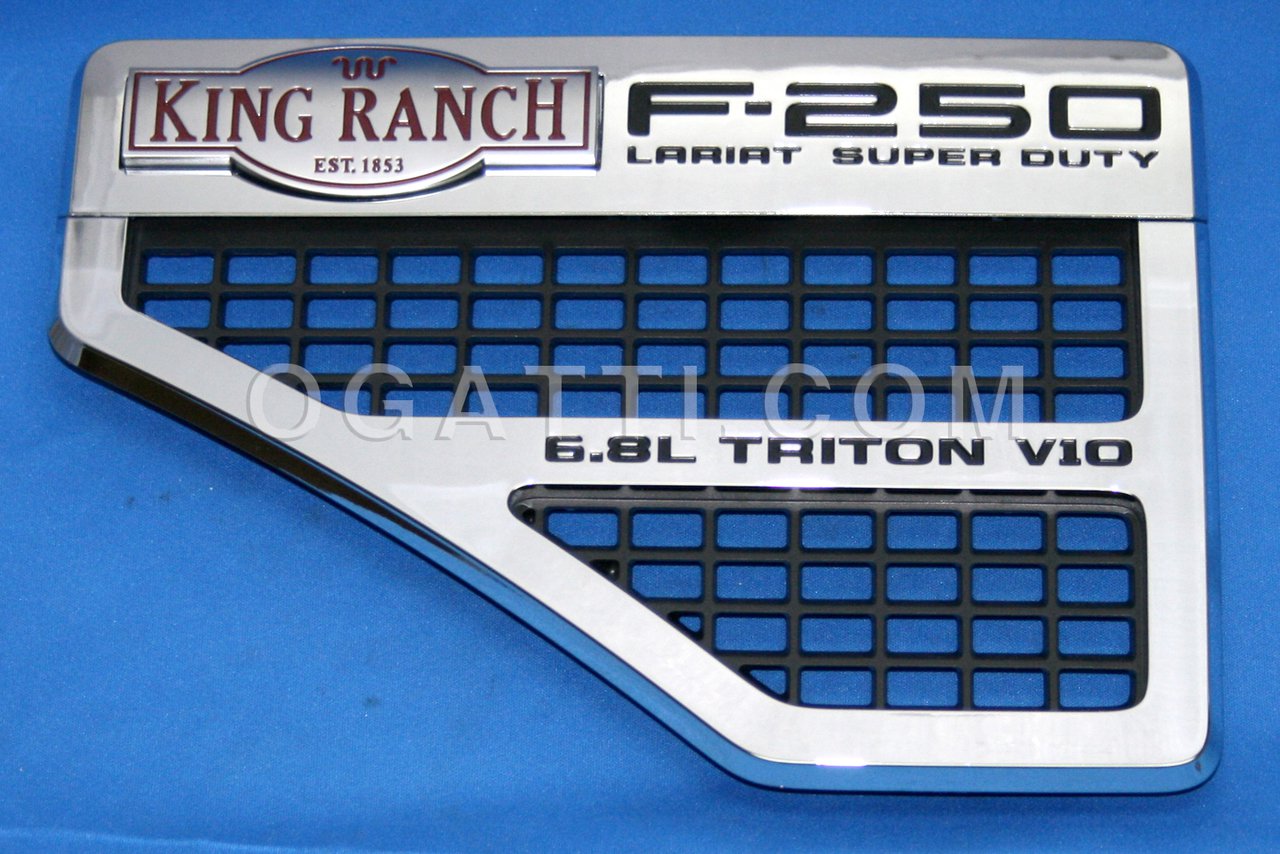 KING RANCH
EST. 1853
F-250
LARIAT SUPER DUTY
OGATTI.COM
6.8L TRITON V10